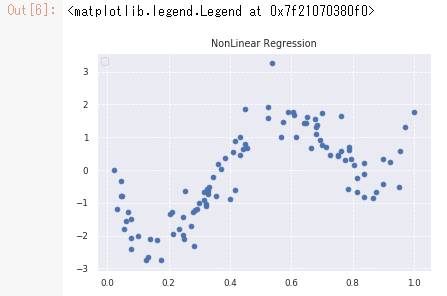 Out[6]: <matplotlib.legend.Legend at 0x7f21070380f0>
NonLinear Regression
3
2
1
0
−1
−2
−3
0.0 0.2 0.4 0.6 0.8 1.0